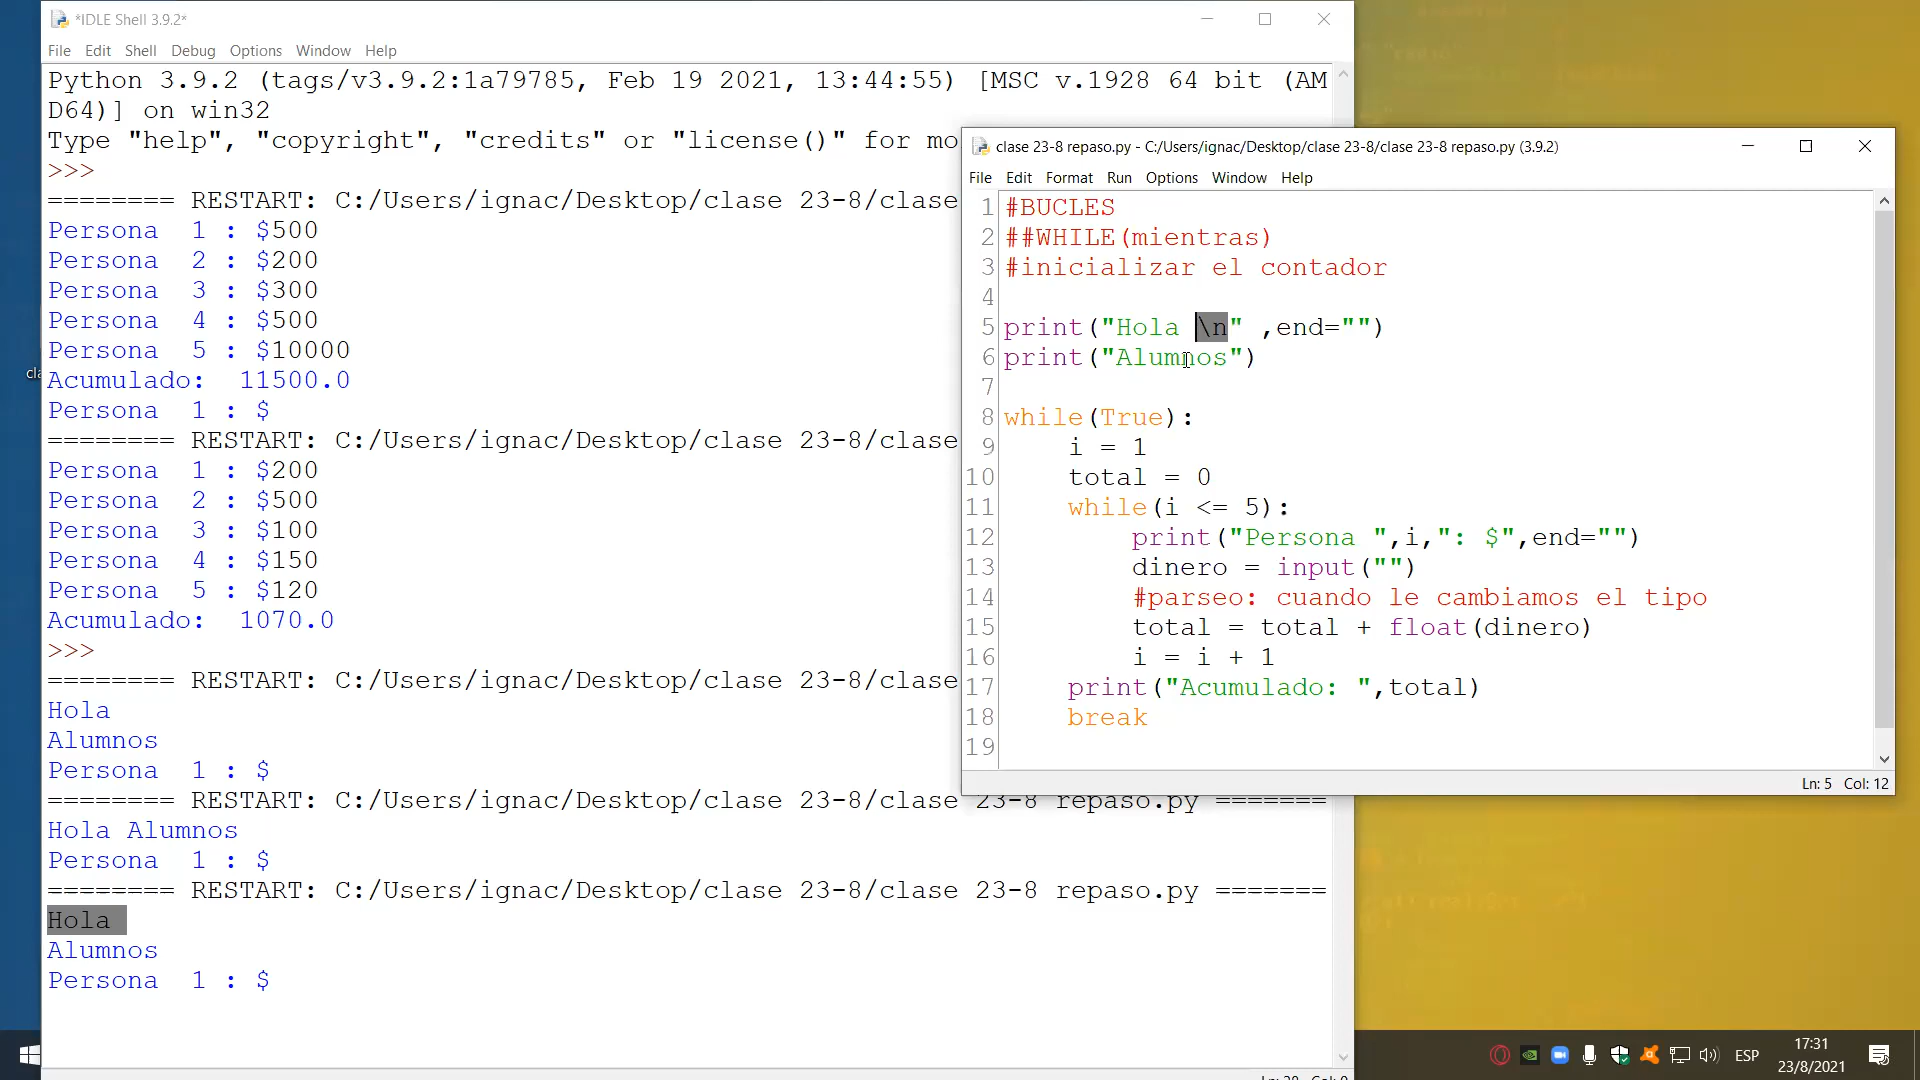 *IDLE Shell 3.9.2*
File Edit Shell Debug Options Window Help
Python 3.9.2 (tags/v3.9.2:1a79785, Feb 19 2021, 13:44:55) [MSC v.1928 64 bit (AM
D64)] on win32
Type "help", "copyright", "credits" or "license()" for mo
>>>
======== RESTART: C:/Users/ignac/Desktop/clase 23-8/clase
Persona  1 : $500
Persona  2 : $200
Persona  3 : $300
Persona  4 : $500
Persona  5 : $10000
Acumulado:  11500.0
Persona  1 : $
======== RESTART: C:/Users/ignac/Desktop/clase 23-8/clase
Persona  1 : $200
Persona  2 : $500
Persona  3 : $100
Persona  4 : $150
Persona  5 : $120
Acumulado:  1070.0
>>>
======== RESTART: C:/Users/ignac/Desktop/clase 23-8/clase
Hola
Alumnos
Persona  1 : $
======== RESTART: C:/Users/ignac/Desktop/clase 23-8/clase 23-8 repaso.py =======
Hola Alumnos
Persona  1 : $
======== RESTART: C:/Users/ignac/Desktop/clase 23-8/clase 23-8 repaso.py =======
Hola
Alumnos
Persona  1 : $
clase 23-8 repaso.py - C:/Users/ignac/Desktop/clase 23-8/clase 23-8 repaso.py (3.9.2)
File Edit Format Run Options Window Help
1 #BUCLES
2 ##WHILE(mientras)
3 #inicializar el contador
4
5 print("Hola \n" ,end="")
6 print("Alumnos")
7
8 while(True):
9     i = 1
10     total = 0
11     while(i <= 5):
12         print("Persona ",i,": $",end="")
13         dinero = input("")
14         #parseo: cuando le cambiamos el tipo
15         total = total + float(dinero)
16         i = i + 1
17     print("Acumulado: ",total)
18     break
19
Ln: 5 Col: 12
ESP
17:31
23/8/2021